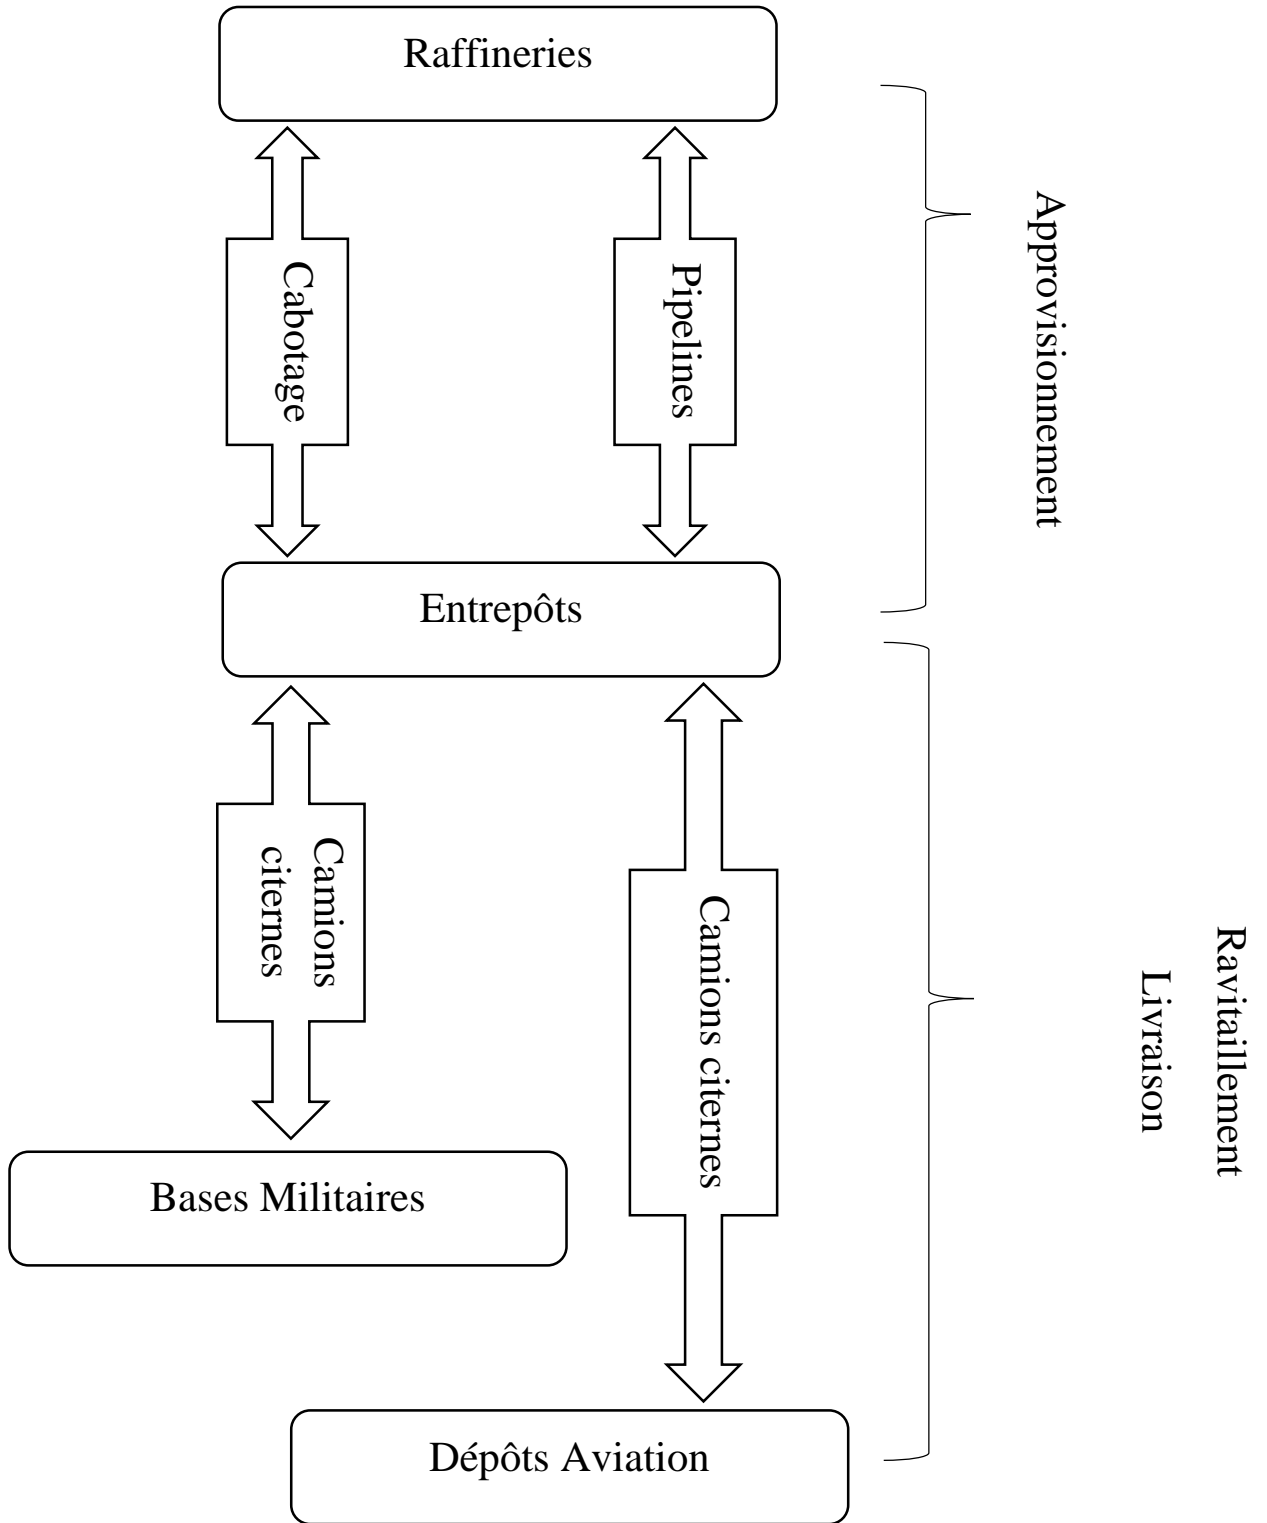 Raffineries
Cabotage
Pipelines
Approvisionnement
Entrepôts
Camions
citernes
Camions citernes
Ravitaillement
Livraison
Bases Militaires
Dépôts Aviation